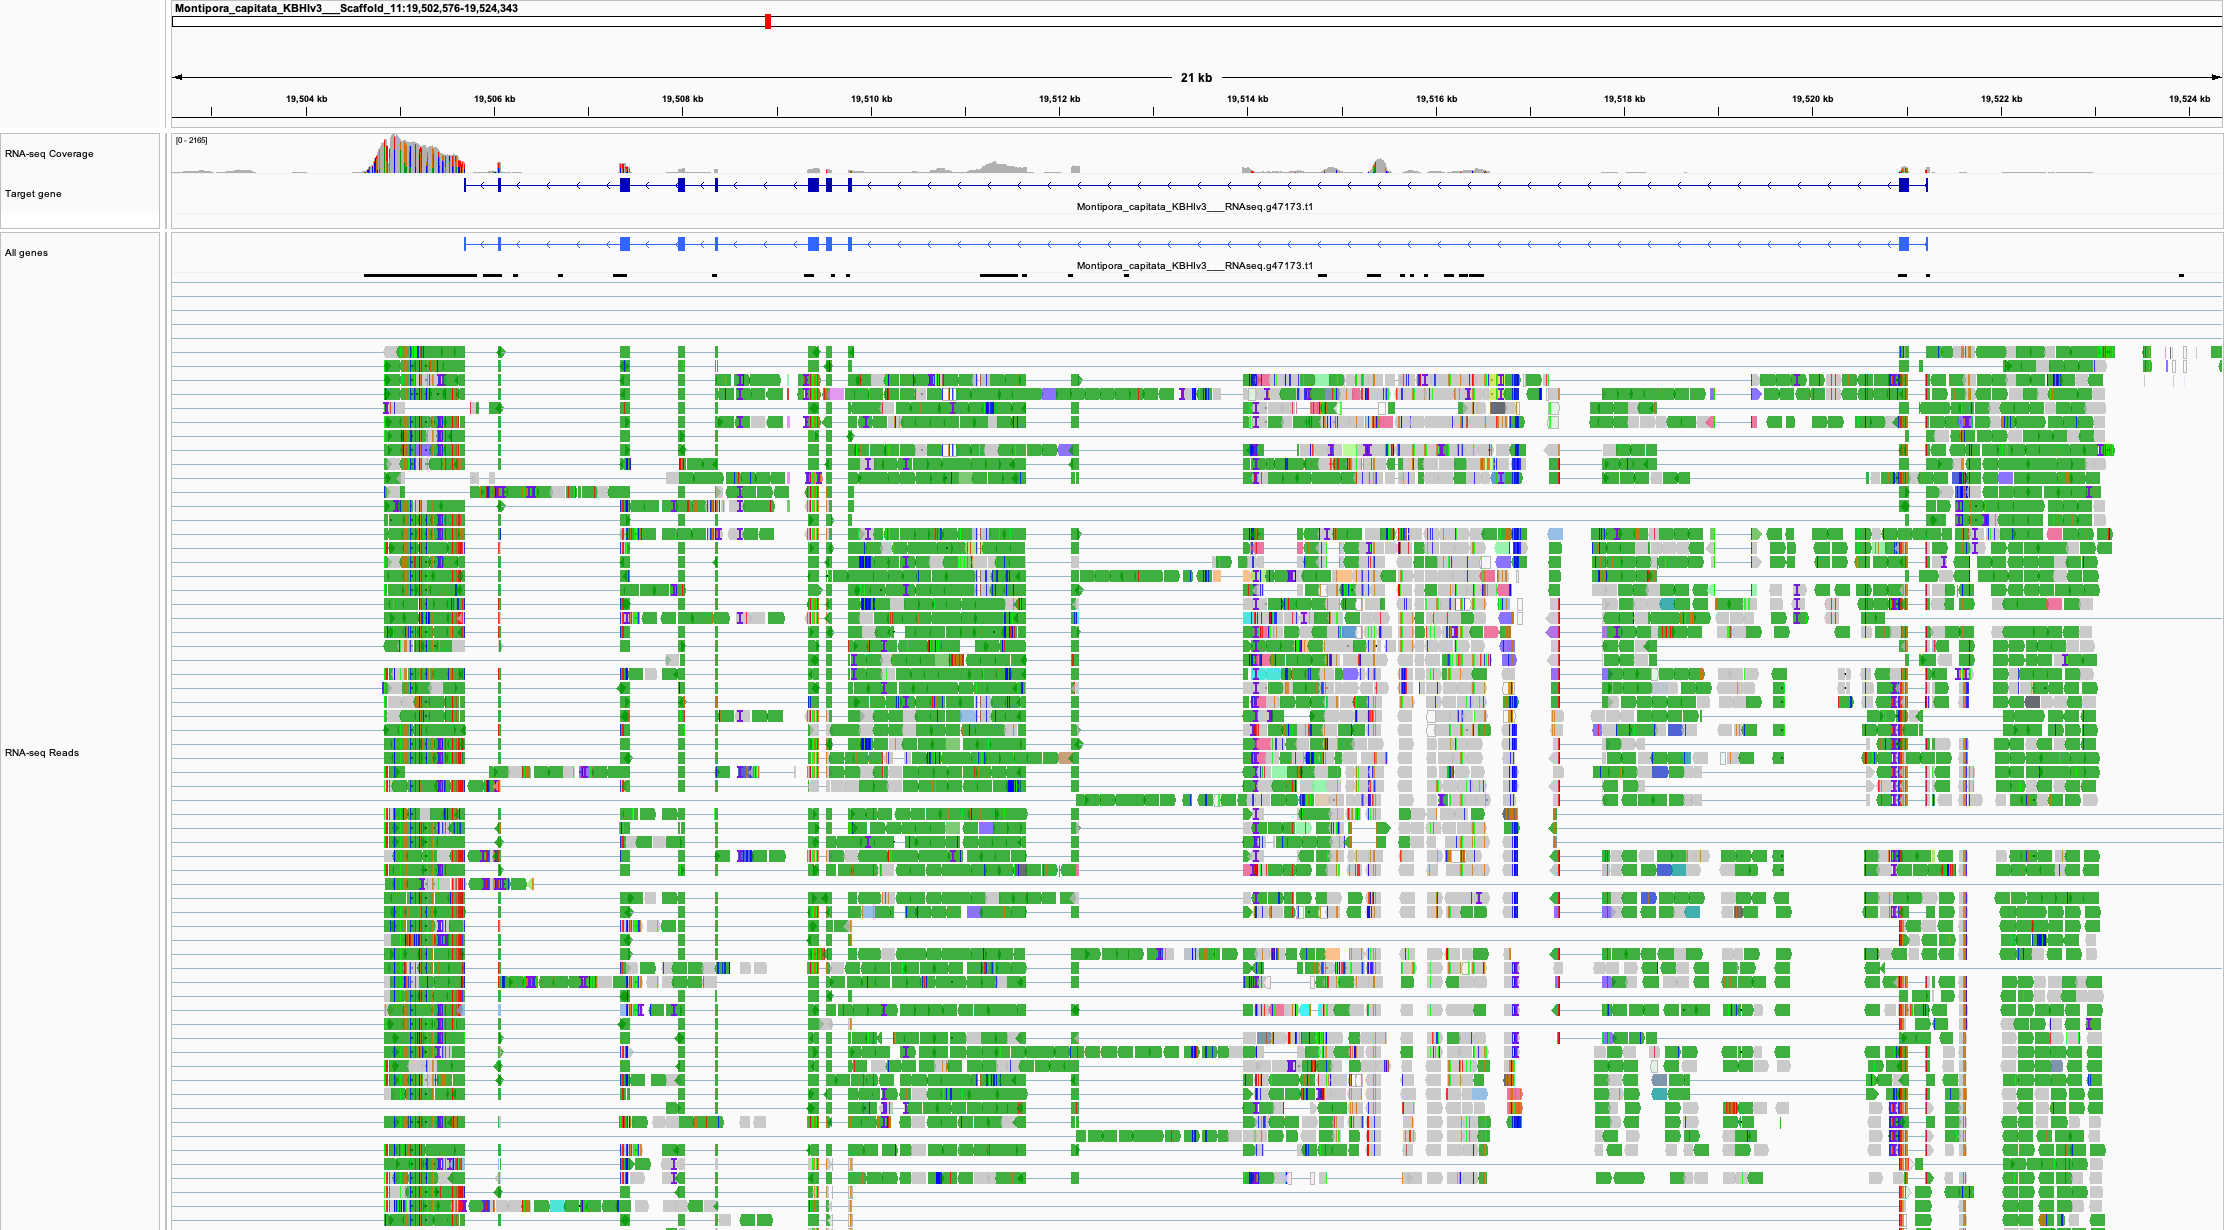 Montipora_capitata_KBHIv3___Scaffold_11:19,502,576-19,524,343
21 kb
19,504 kb 19,506 kb 19,508 kb 19,510 kb 19,512 kb 19,514 kb 19,516 kb 19,518 kb 19,520 kb 19,522 kb 19,524 kb
[0 - 2165]
RNA-seq Coverage
Target gene
Montipora_capitata_KBHIv3___RNAseq.g47173.t1
All genes
Montipora_capitata_KBHIv3___RNAseq.g47173.t1
RNA-seq Reads